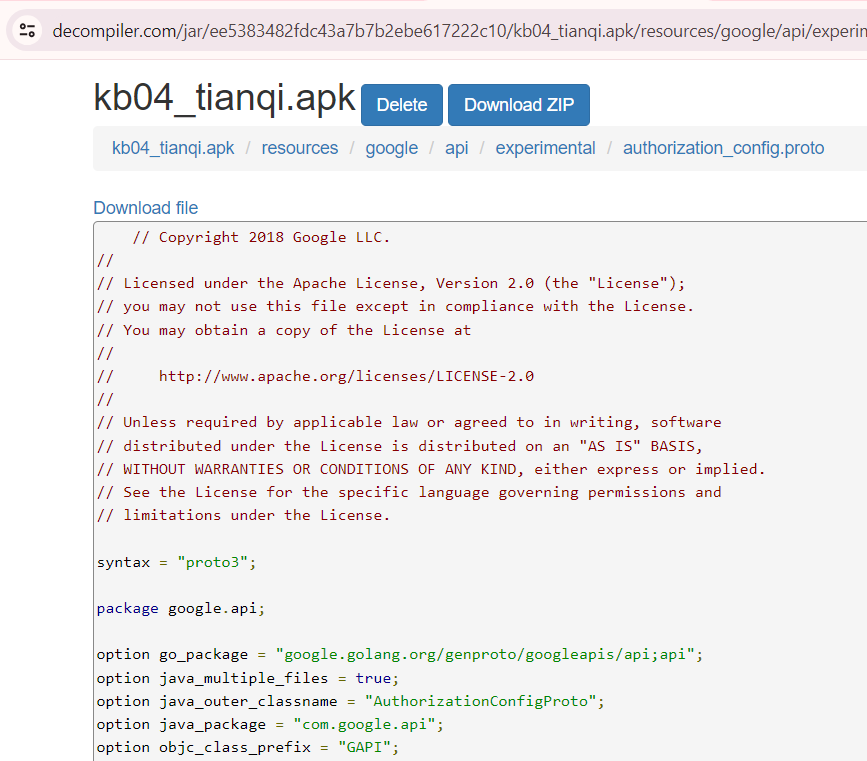 decompiler.com/jar/ee5383482fdc43a7b7b2ebe617222c10/kb04_tianqi.apk/resources/google/api/experim
kb04_tianqi.apk Delete Download ZIP
kb04_tianqi.apk / resources / google / api / experimental / authorization_config.proto
Download file
// Copyright 2018 Google LLC.
//
// Licensed under the Apache License, Version 2.0 (the "License");
// you may not use this file except in compliance with the License.
// You may obtain a copy of the License at
//
//     http://www.apache.org/licenses/LICENSE-2.0
//
// Unless required by applicable law or agreed to in writing, software
// distributed under the License is distributed on an "AS IS" BASIS,
// WITHOUT WARRANTIES OR CONDITIONS OF ANY KIND, either express or implied.
// See the License for the specific language governing permissions and
// limitations under the License.
syntax = "proto3";
package google.api;
option go_package = "google.golang.org/genproto/googleapis/api;api";
option java_multiple_files = true;
option java_outer_classname = "AuthorizationConfigProto";
option java_package = "com.google.api";
option objc_class_prefix = "GAPI";